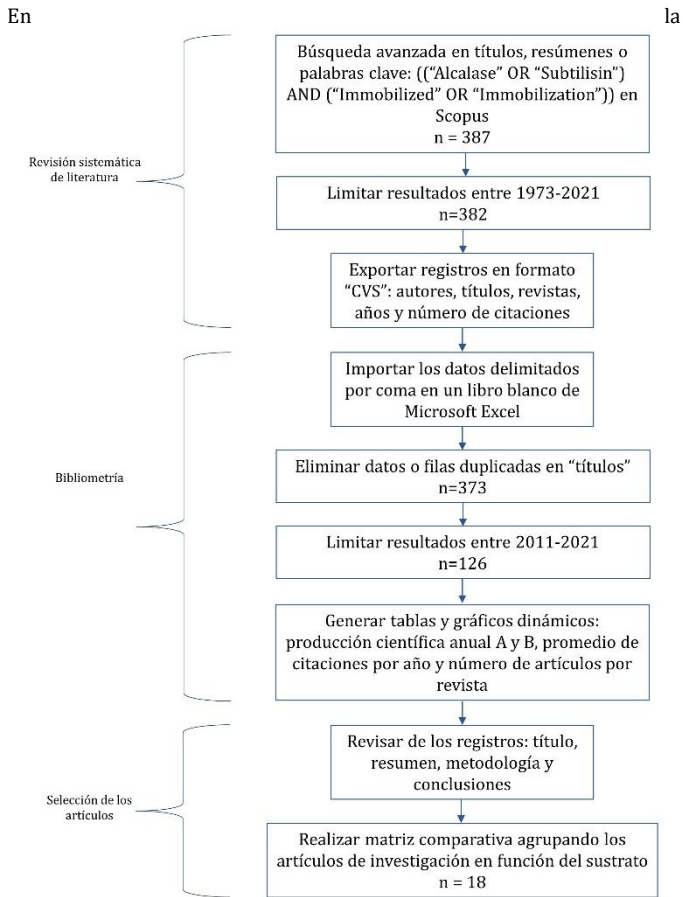 En la
Búsqueda avanzada en títulos, resúmenes o
palabras clave: ((“Alcalase” OR “Subtilisin”)
AND (“Immobilized” OR “Immobilization”)) en
Scopus
n = 387
Revisión sistemática
de literatura
Limitar resultados entre 1973-2021
n=382
Exportar registros en formato
“CVS”: autores, títulos, revistas,
años y número de citaciones
Importar los datos delimitados
por coma en un libro blanco de
Microsoft Excel
Bibliometría
Eliminar datos o filas duplicadas en “títulos”
n=373
Limitar resultados entre 2011-2021
n=126
Generar tablas y gráficos dinámicos:
producción científica anual A y B, promedio de
citaciones por año y número de artículos por
revista
Revisar de los registros: título,
resumen, metodología y
conclusiones
Selección de los
artículos
Realizar matriz comparativa agrupando los
artículos de investigación en función del sustrato
n = 18